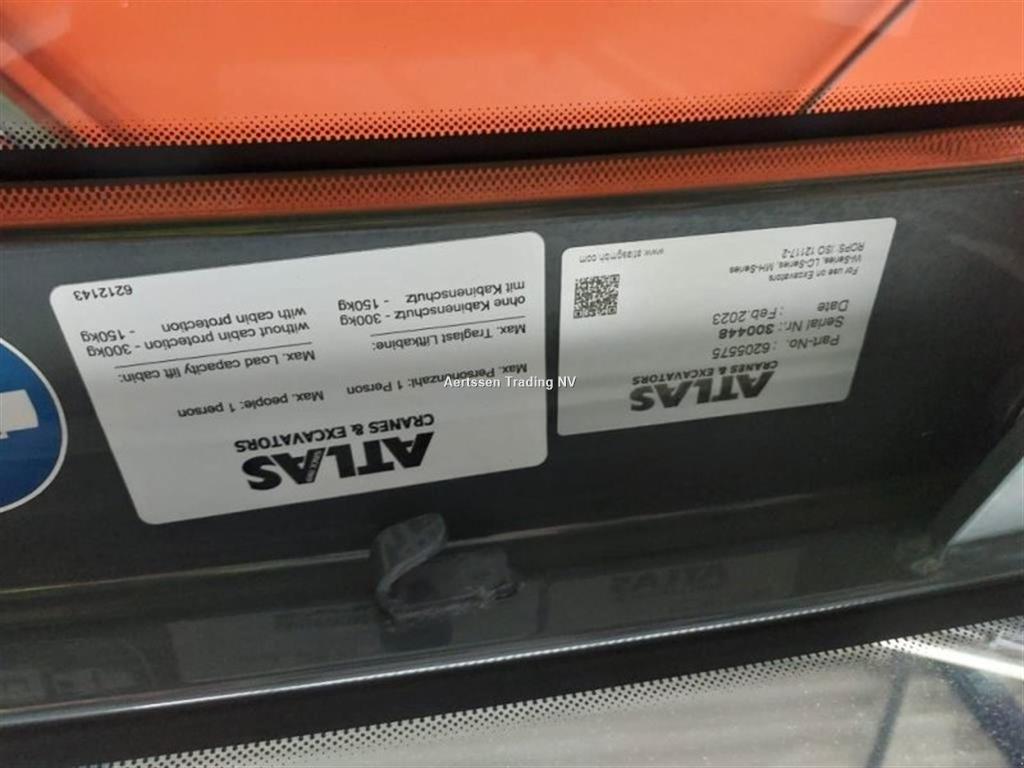 ATLAS
CRANES & EXCAVATORS
Max. Personenzahl: 1 Person
Max. people: 1 person
Max. Traglast Liftkabine:
Max. Load capacity lift cabin:
ohne Kabinenschutz - 300kg
without cabin protection - 300kg
mit Kabinenschutz - 150kg
with cabin protection - 150kg
6212143
ATLAS
CRANES & EXCAVATORS
Part-No. : 6205575
Serial Nr.: 300448
Date : Feb.2023
For use on Excavators
W-Series, LC-Series, MH-Series
ROPS: ISO 12117-2
www.atlasgmbh.com
Aertssen Trading NV